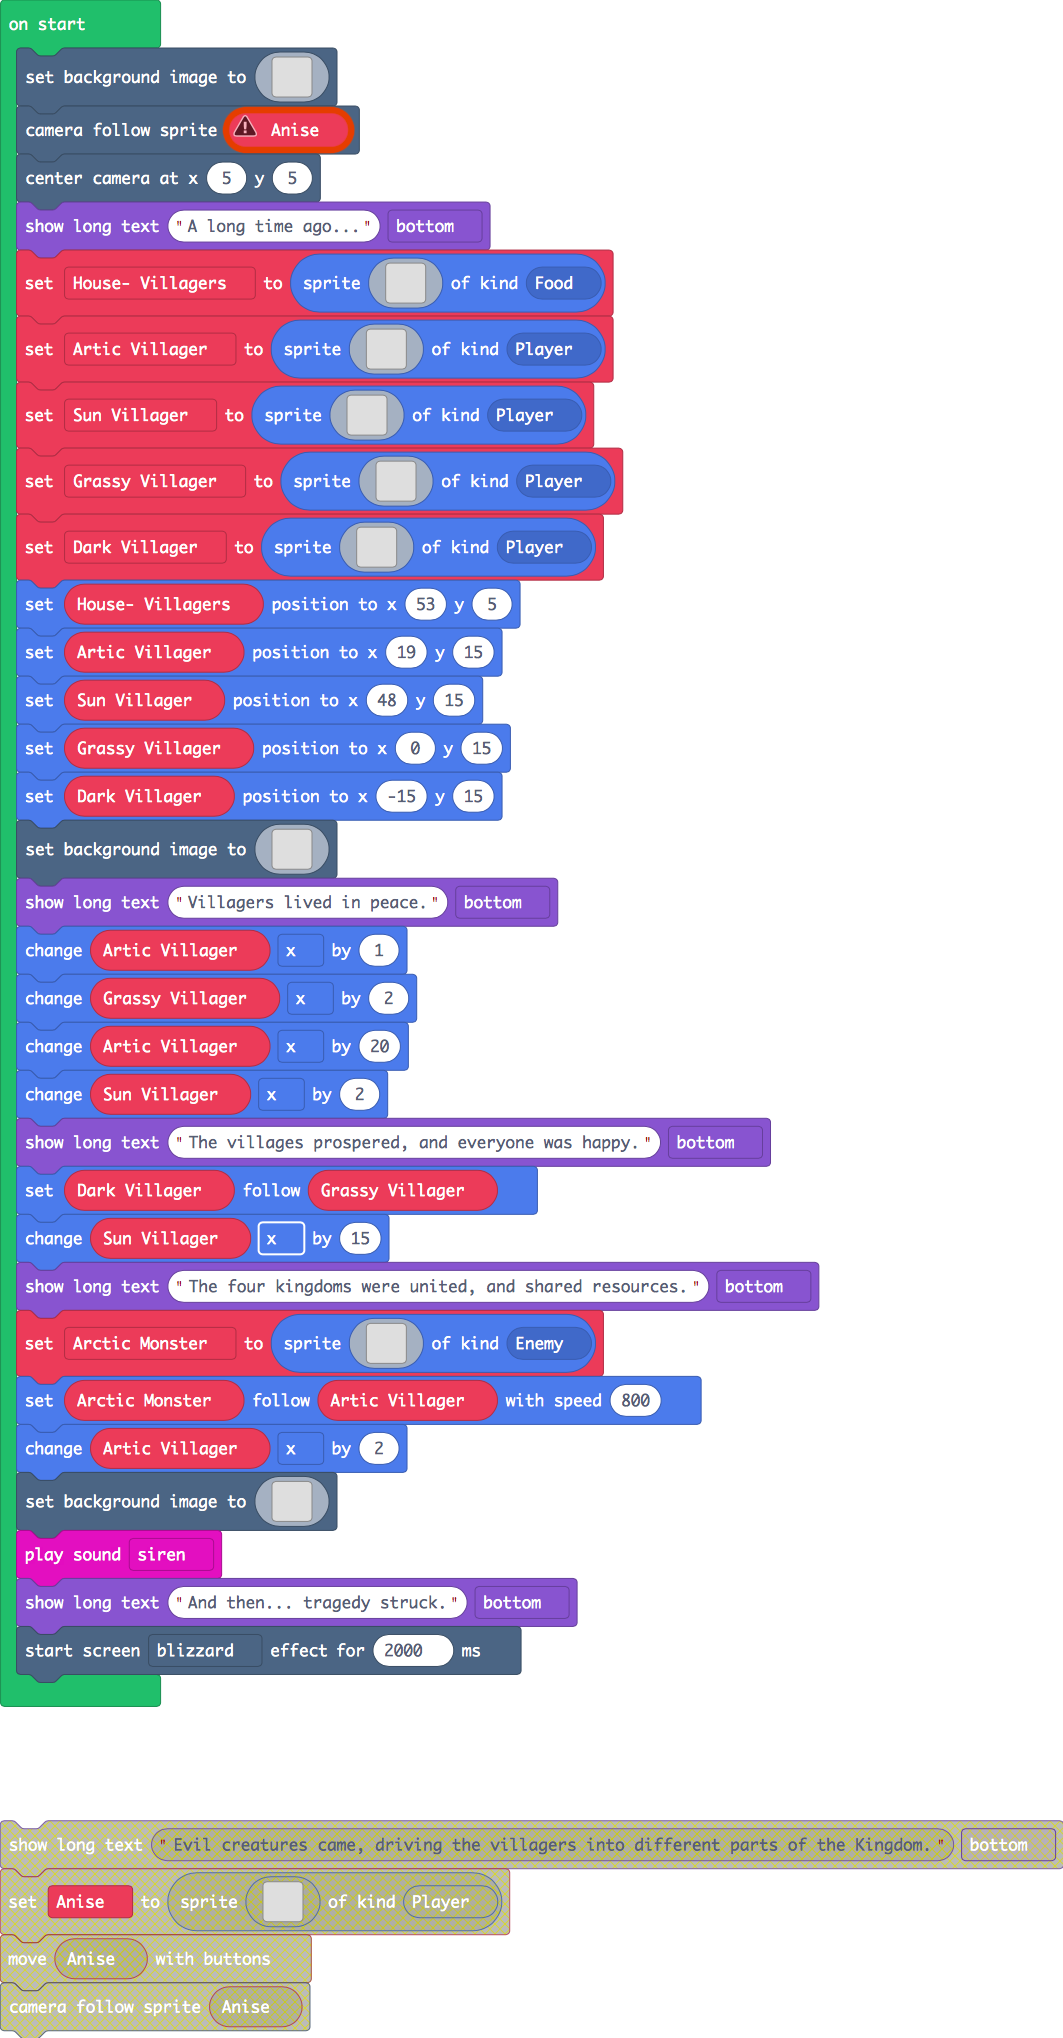 on start
set background image to
camera follow sprite Anise
center camera at x 5 y 5
show long text "A long time ago..." bottom
set House- Villagers to sprite of kind Food
set Artic Villager to sprite of kind Player
set Sun Villager to sprite of kind Player
set Grassy Villager to sprite of kind Player
set Dark Villager to sprite of kind Player
set House- Villagers position to x 53 y 5
set Artic Villager position to x 19 y 15
set Sun Villager position to x 48 y 15
set Grassy Villager position to x 0 y 15
set Dark Villager position to x -15 y 15
set background image to
show long text "Villagers lived in peace." bottom
change Artic Villager x by 1
change Grassy Villager x by 2
change Artic Villager x by 20
change Sun Villager x by 2
show long text "The villages prospered, and everyone was happy." bottom
set Dark Villager follow Grassy Villager
change Sun Villager x by 15
show long text "The four kingdoms were united, and shared resources." bottom
set Arctic Monster to sprite of kind Enemy
set Arctic Monster follow Artic Villager with speed 800
change Artic Villager x by 2
set background image to
play sound siren
show long text "And then... tragedy struck." bottom
start screen blizzard effect for 2000 ms
show long text "Evil creatures came, driving the villagers into different parts of the Kingdom." bottom
set Anise to sprite of kind Player
move Anise with buttons
camera follow sprite Anise